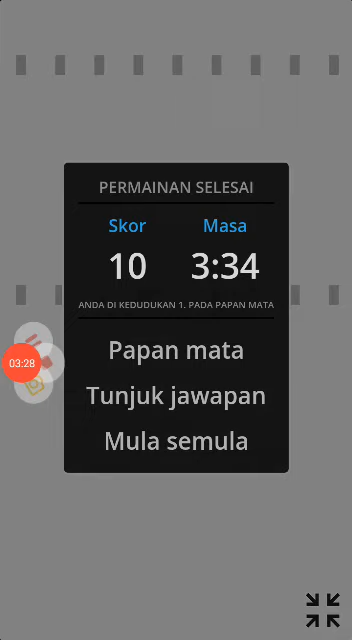 PERMAINAN SELESAI
Skor Masa
10 3:34
ANDA DI KEDUDUKAN 1. PADA PAPAN MATA
03:28
Papan mata
Tunjuk jawapan
Mula semula